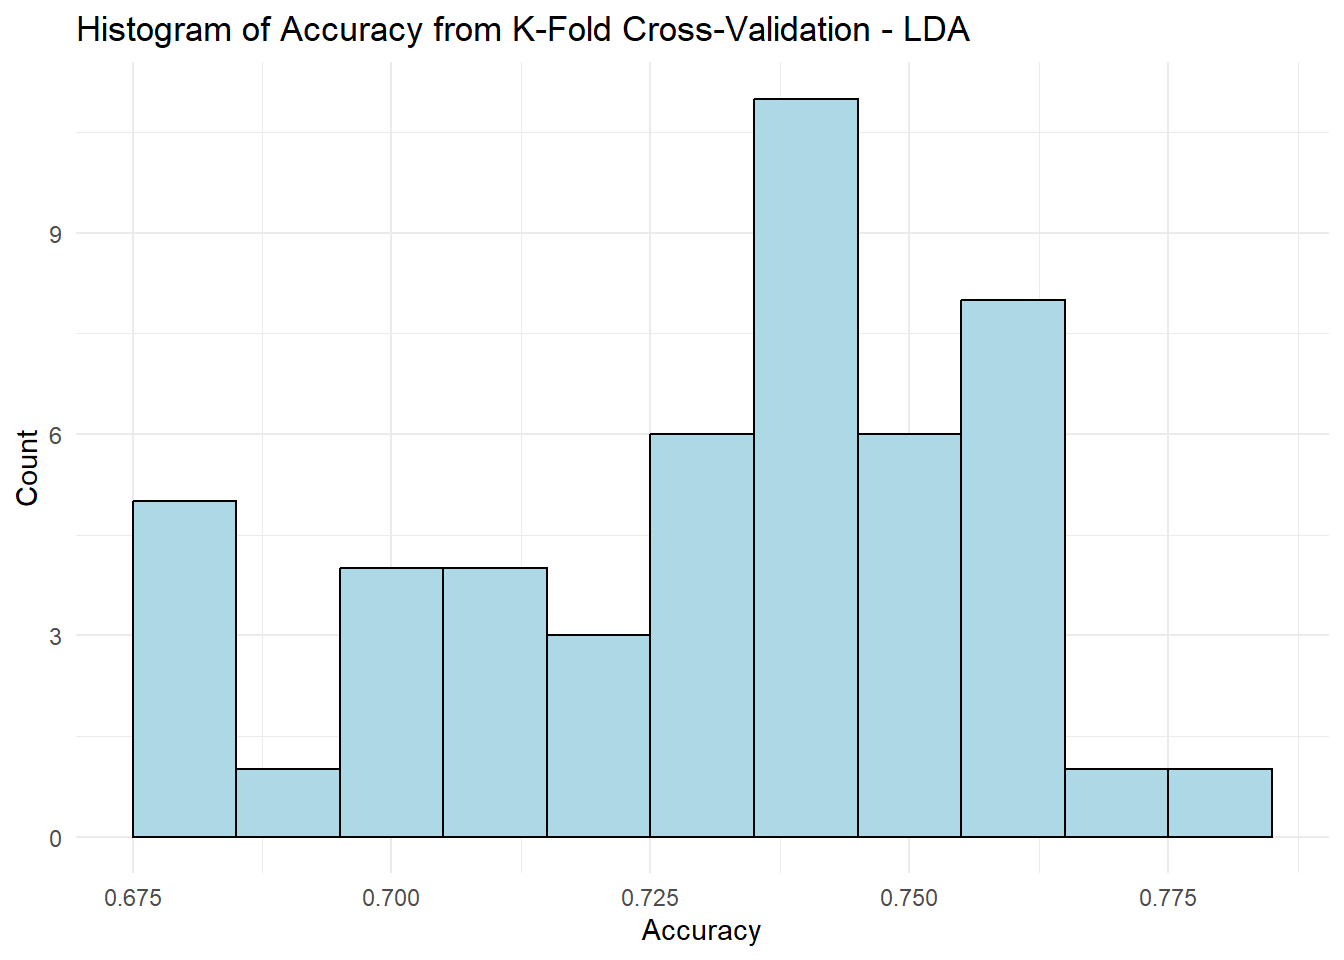 Histogram of Accuracy from K-Fold Cross-Validation - LDA
9
6
3
0
Count
0.675 0.700 0.725 0.750 0.775
Accuracy